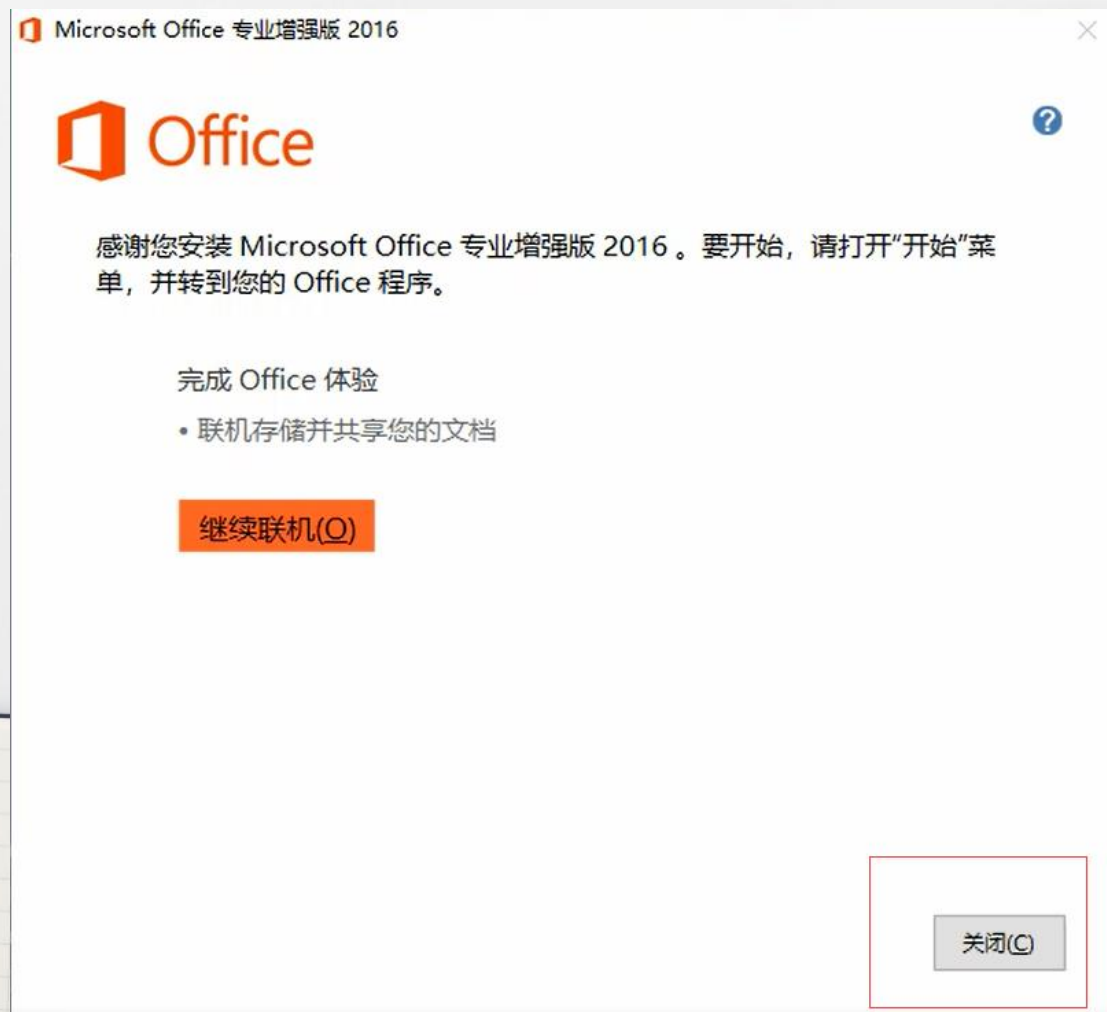 Microsoft Office 专业增强版 2016
Office
?
感谢您安装 Microsoft Office 专业增强版 2016 。要开始，请打开“开始”菜
单，并转到您的 Office 程序。
完成 Office 体验
• 联机存储并共享您的文档
继续联机(O)
关闭(C)